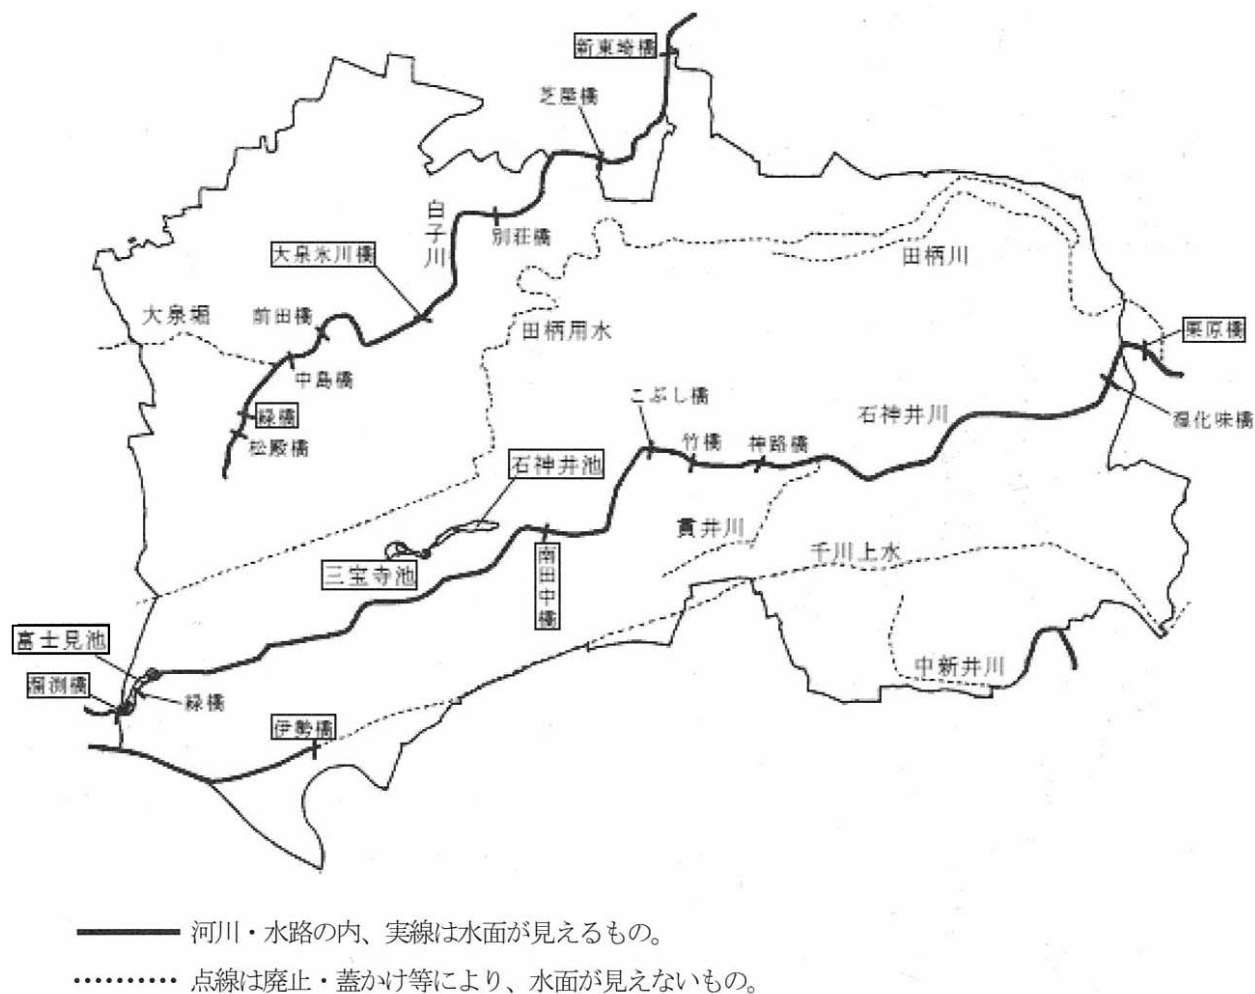 新東埼橋
芝屋橋
白子川
別荘橋
大泉氷川橋
田柄川
大泉堀
前田橋
田柄用水
栗原橋
中島橋
こぶし橋
石神井川
緑橋
湿化味橋
松殿橋
竹橋
神路橋
石神井池
貫井川
千川上水
三宝寺池
南田中橋
富士見池
中新井川
溜渕橋
緑橋
伊勢橋
河川・水路の内、実線は水面が見えるもの。
点線は廃止・蓋かけ等により、水面が見えないもの。